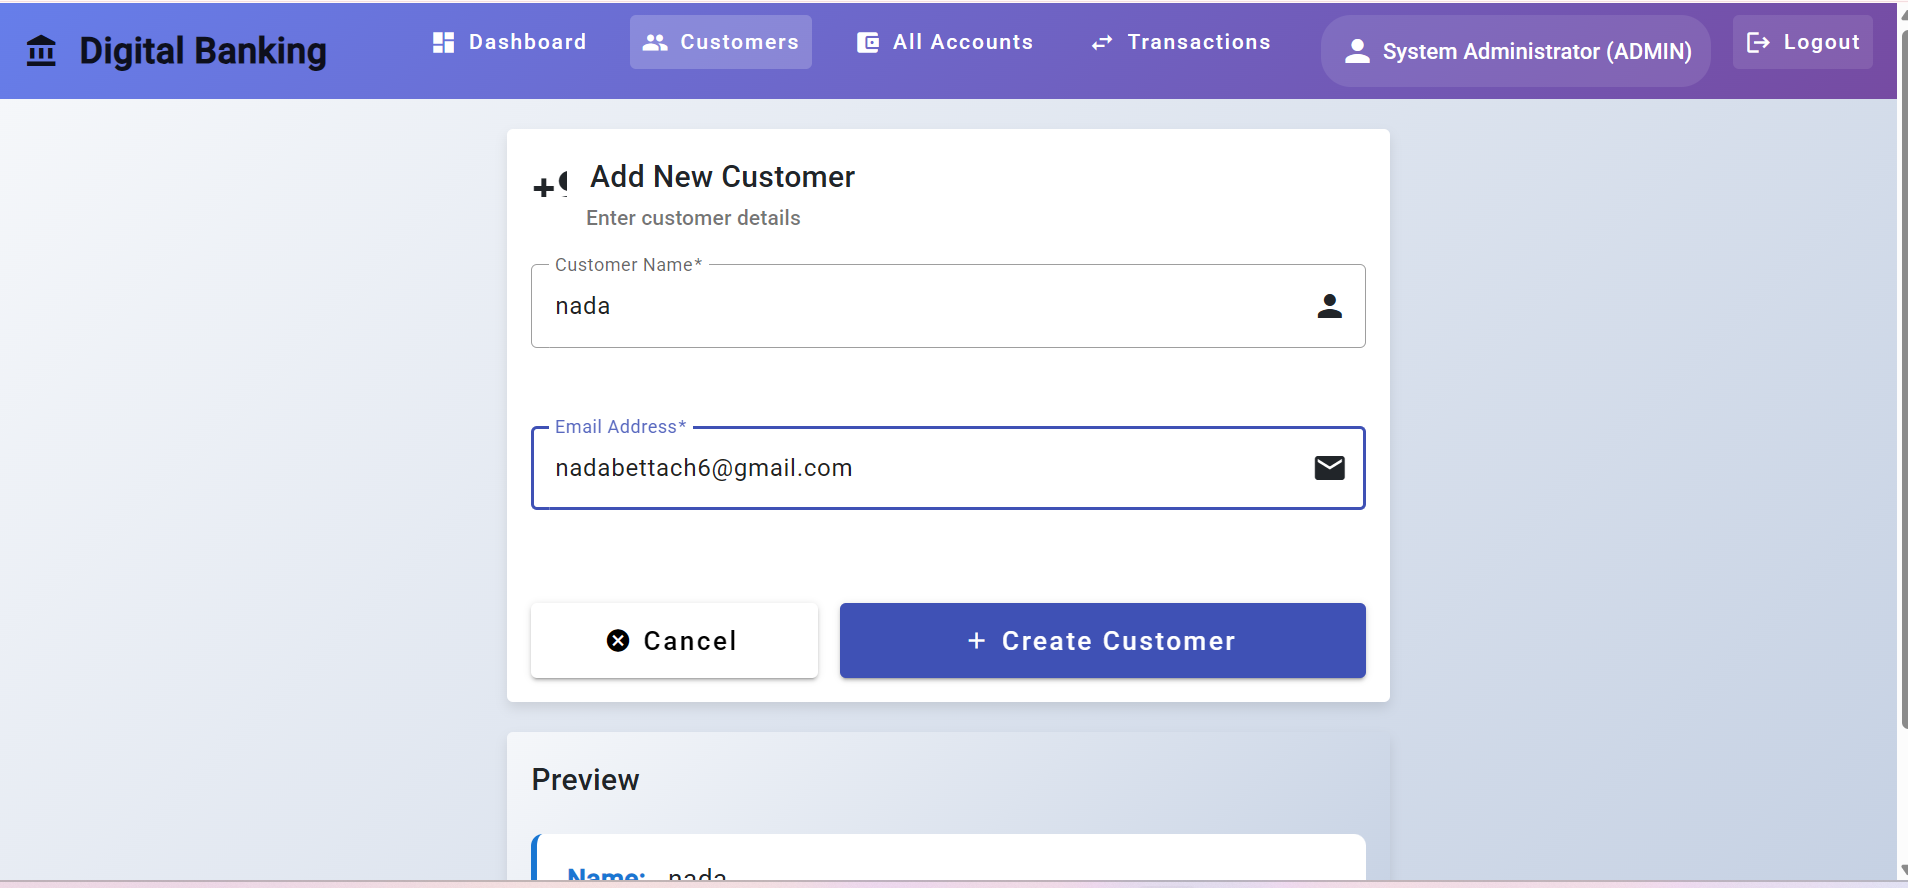 Digital Banking
Dashboard
Customers
All Accounts
Transactions
System Administrator (ADMIN)
Logout
Add New Customer
Enter customer details
Customer Name*
nada
Email Address*
nadabettach6@gmail.com
Cancel
+ Create Customer
Preview
Name: nada